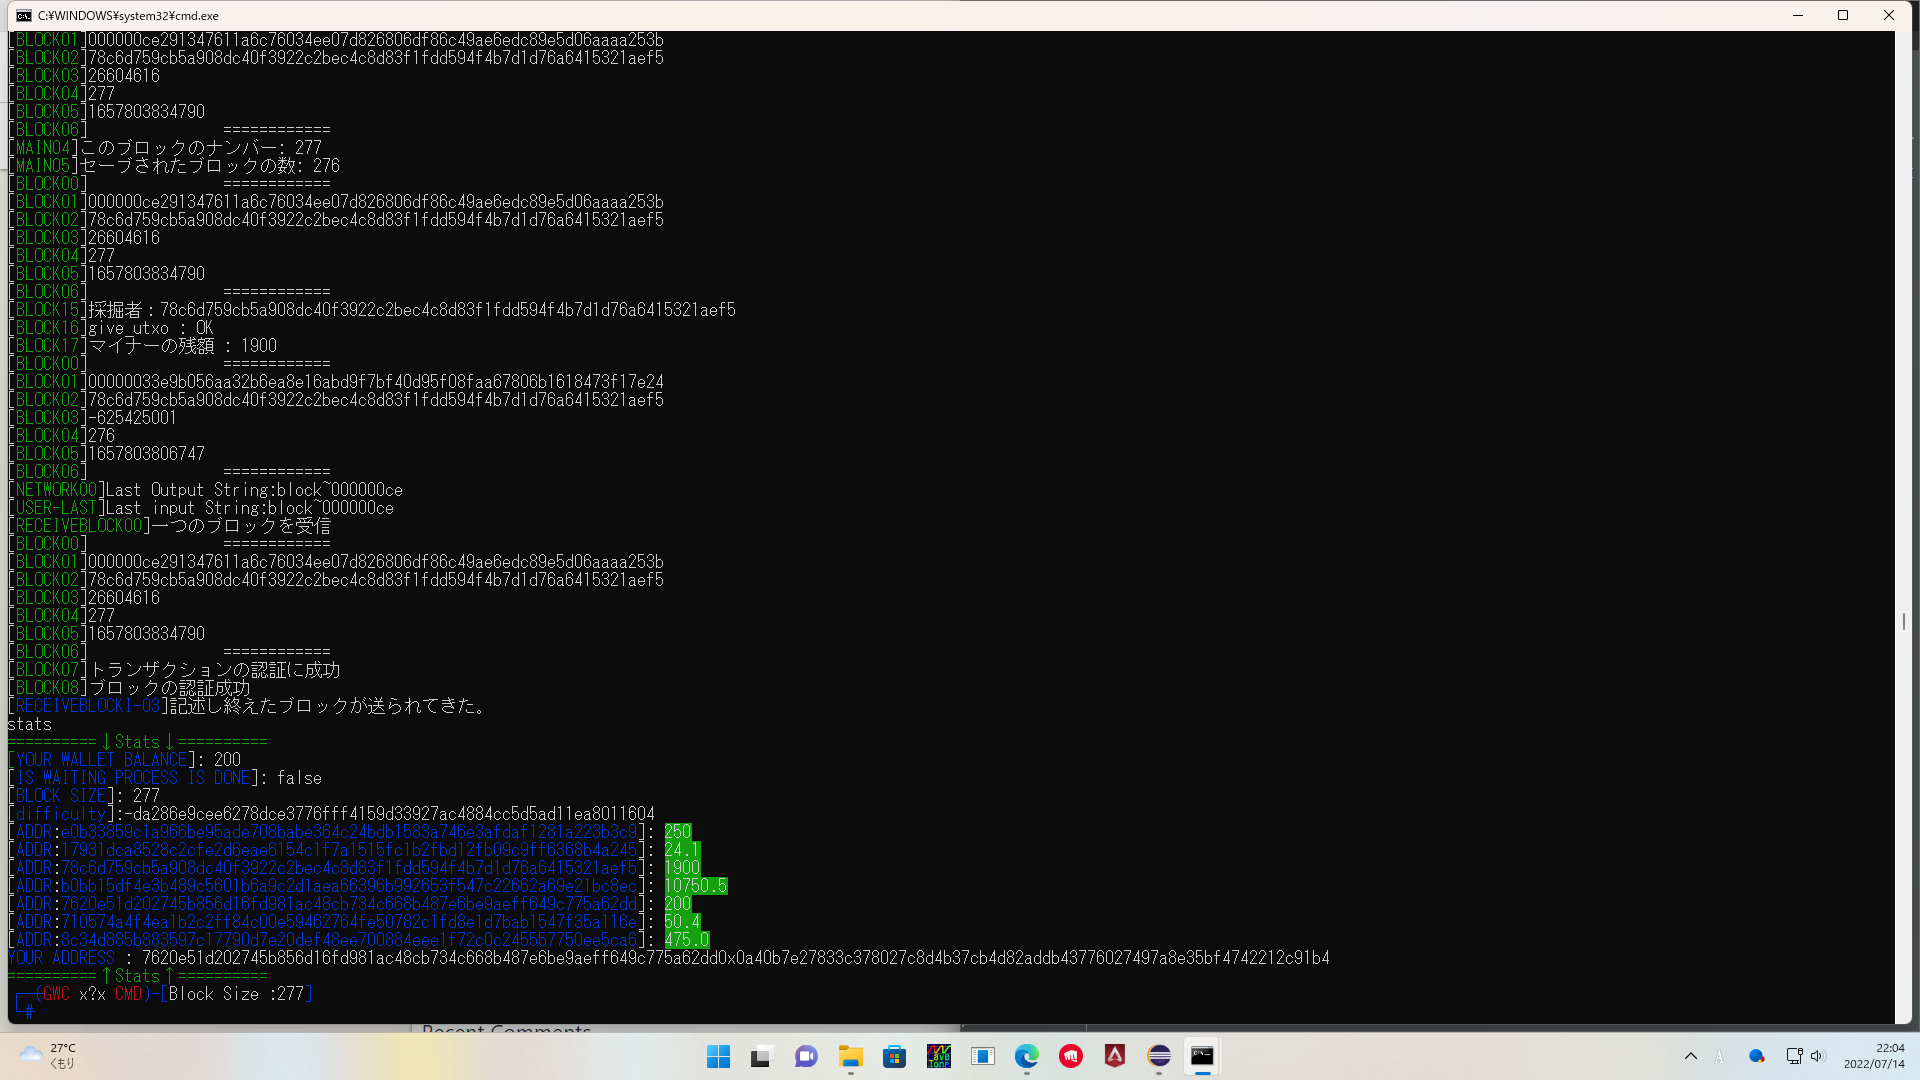 C:¥WINDOWS¥system32¥cmd.exe
[BLOCK01]000000ce291347611a6c76034ee07d826806df86c49ae6edc89e5d06aaaa253b
[BLOCK02]78c6d759cb5a908dc40f3922c2bec4c8d83f1fdd594f4b7d1d76a6415321aef5
[BLOCK03]26604616
[BLOCK04]277
[BLOCK05]1657803834790
[BLOCK06]               ============
[MAIN04]このブロックのナンバー: 277
[MAIN05]セーブされたブロックの数: 276
[BLOCK00]               ============
[BLOCK01]000000ce291347611a6c76034ee07d826806df86c49ae6edc89e5d06aaaa253b
[BLOCK02]78c6d759cb5a908dc40f3922c2bec4c8d83f1fdd594f4b7d1d76a6415321aef5
[BLOCK03]26604616
[BLOCK04]277
[BLOCK05]1657803834790
[BLOCK06]               ============
[BLOCK15]採掘者：78c6d759cb5a908dc40f3922c2bec4c8d83f1fdd594f4b7d1d76a6415321aef5
[BLOCK16]give_utxo : OK
[BLOCK17]マイナーの残額 : 1900
[BLOCK00]               ============
[BLOCK01]00000033e9b056aa32b6ea8e16abd9f7bf40d95f08faa67806b1618473f17e24
[BLOCK02]78c6d759cb5a908dc40f3922c2bec4c8d83f1fdd594f4b7d1d76a6415321aef5
[BLOCK03]-625425001
[BLOCK04]276
[BLOCK05]1657803806747
[BLOCK06]               ============
[NETWORK00]Last Output String:block~000000ce
[USER-LAST]Last input String:block~000000ce
[RECEIVEBLOCK00]一つのブロックを受信
[BLOCK00]               ============
[BLOCK01]000000ce291347611a6c76034ee07d826806df86c49ae6edc89e5d06aaaa253b
[BLOCK02]78c6d759cb5a908dc40f3922c2bec4c8d83f1fdd594f4b7d1d76a6415321aef5
[BLOCK03]26604616
[BLOCK04]277
[BLOCK05]1657803834790
[BLOCK06]               ============
[BLOCK07]トランザクションの認証に成功
[BLOCK08]ブロックの認証成功
[RECEIVEBLOCK1-03]記述し終えたブロックが送られてきた。
stats
==========↓Stats↓==========
[YOUR WALLET BALANCE]: 200
[IS WAITING PROCESS IS DONE]: false
[BLOCK SIZE]: 277
[difficulty]:-da286e9cee6278dce3776fff4159d33927ac4884cc5d5ad11ea8011604
[ADDR:e0b33859c1a966be95ade708babe364c24bdb1583a746e3afdaf1281a223b3c9]: 250
[ADDR:17931dca8528c2cfe2d6eae6154c1f7a1515fc1b2fbd12fb09c9ff6368b4a245]: 24.1
[ADDR:78c6d759cb5a908dc40f3922c2bec4c8d83f1fdd594f4b7d1d76a6415321aef5]: 1900
[ADDR:b0bb15df4e3b489c5601b6a9c2d1aea66396b992653f547c22662a69e21bc8ec]: 10750.5
[ADDR:7620e51d202745b856d16fd981ac48cb734c668b487e6be9aeff649c775a62dd]: 200
[ADDR:710574a4f4ea1b2c2ff84c00e59462764fe50782c1fd8e1d7bab1547f35a116e]: 50.4
[ADDR:8c34d885b883597c17790d7e20def48ee700884eee1f72c0c245557750ee5ca6]: 475.0
YOUR ADDRESS : 7620e51d202745b856d16fd981ac48cb734c668b487e6be9aeff649c775a62dd0x0a40b7e27833c378027c8d4b37cb4d82addb43776027497a8e35bf4742212c91b4
==========↑Stats↑==========
┌──(GWC x?x CMD)-[Block Size :277]
└─#
Recent Comments
27°C
くもり
22:04
2022/07/14